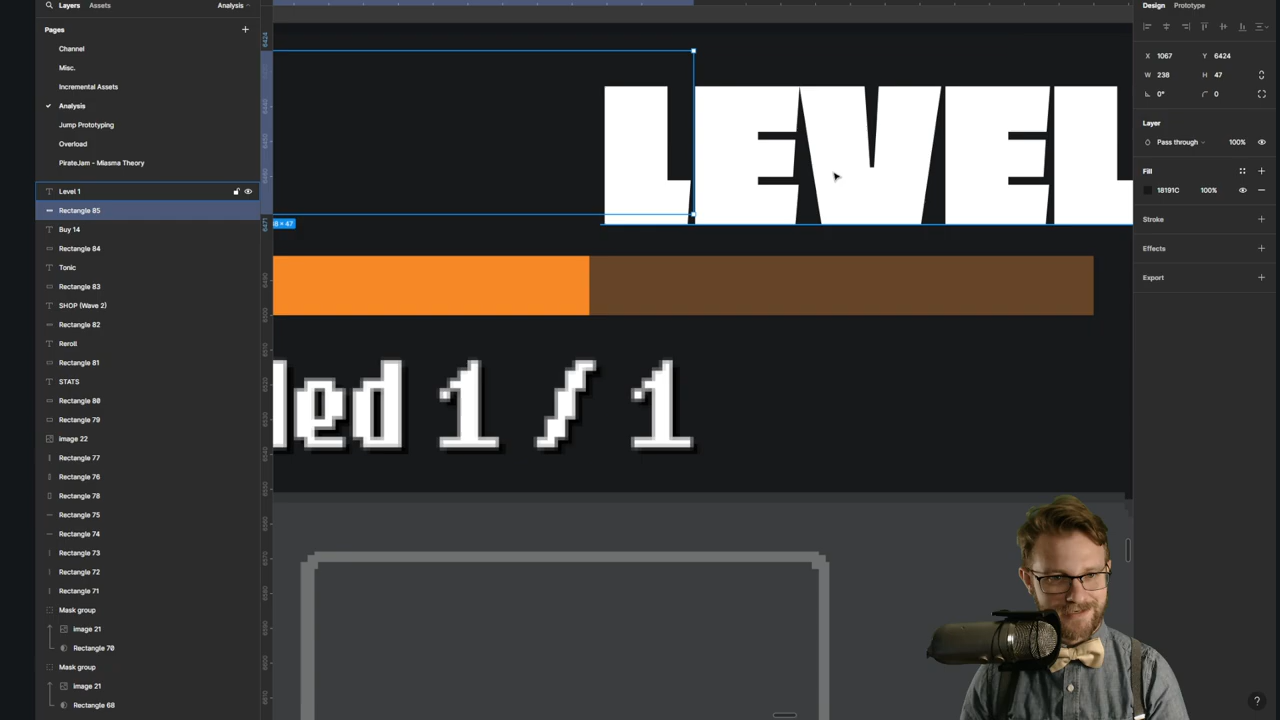 Layers Assets Analysis
Pages
Channel
Misc.
Incremental Assets
Analysis
Jump Prototyping
Overload
PirateJam - Miasma Theory
Level 1
Rectangle 85
Buy 14
Rectangle 84
Tonic
Rectangle 83
SHOP (Wave 2)
Rectangle 82
Reroll
Rectangle 81
STATS
Rectangle 80
Rectangle 79
image 22
Rectangle 77
Rectangle 76
Rectangle 78
Rectangle 75
Rectangle 74
Rectangle 73
Rectangle 72
Rectangle 71
Mask group
image 21
Rectangle 70
Mask group
image 21
Rectangle 68
LEVEL
led 1 / 1
Design Prototype
X 1067 Y 6424
W 238 H 47
0° 0
Layer
Pass through 100%
Fill
18191C 100%
Stroke
Effects
Export
?